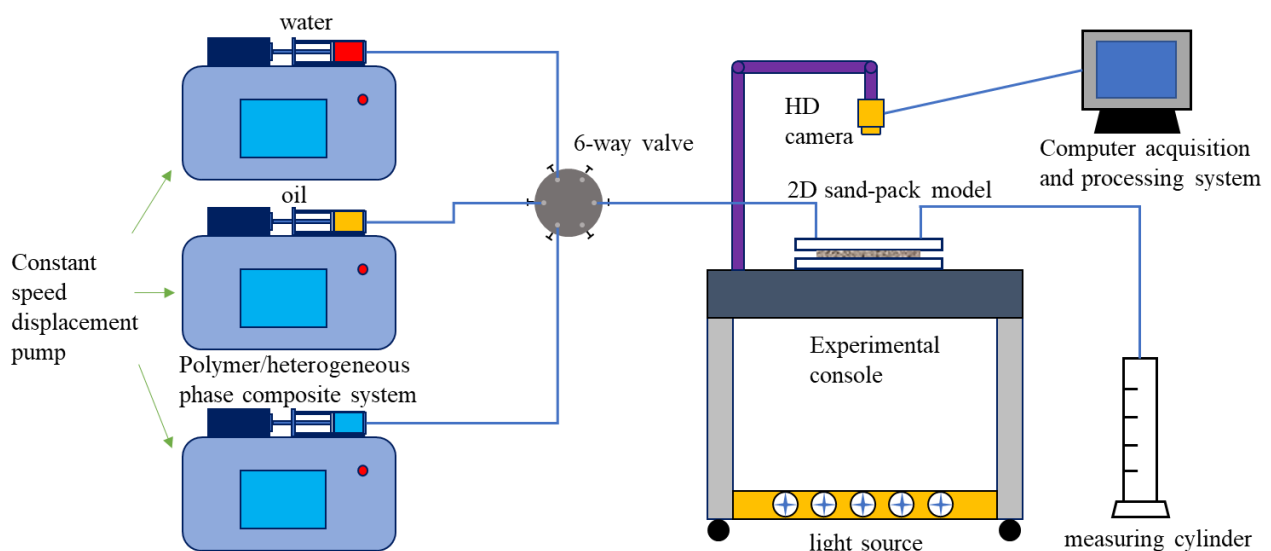 water
6-way valve
HD
camera
Computer acquisition
and processing system
2D sand-pack model
oil
Constant
speed
displacement
pump
Polymer/heterogeneous
phase composite system
Experimental
console
light source
measuring cylinder